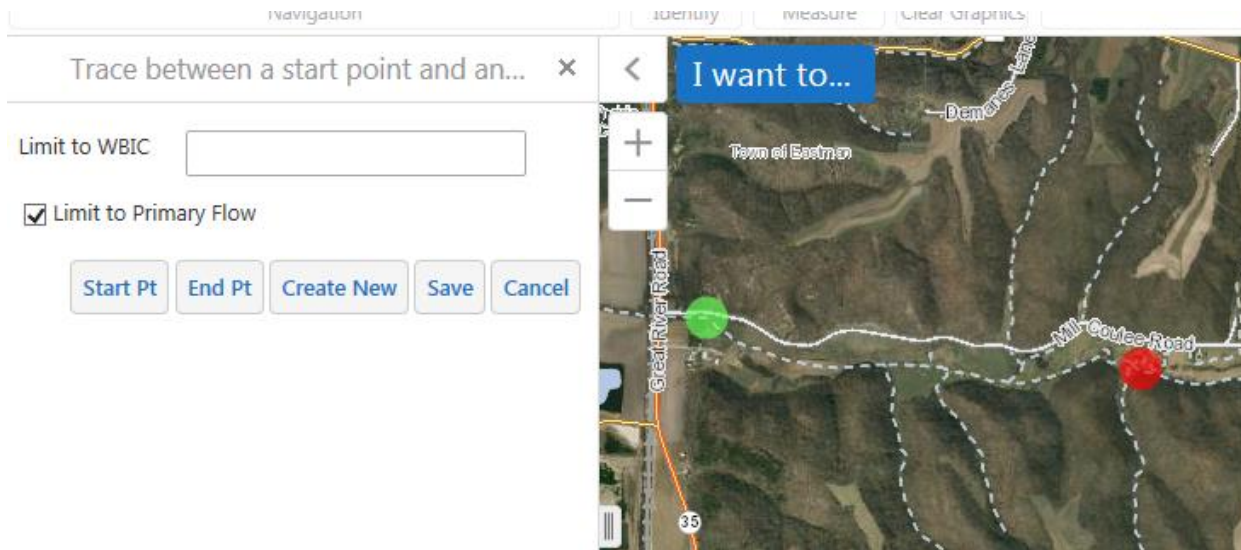 Navigation
Identify
Measure
Clear Graphics
Trace between a start point and an... ×
I want to...
Limit to WBIC
Limit to Primary Flow
Start Pt
End Pt
Create New
Save
Cancel
+
−
Demanes Lane
Town of Eastman
Great River Road
Mill Coulee Road
35